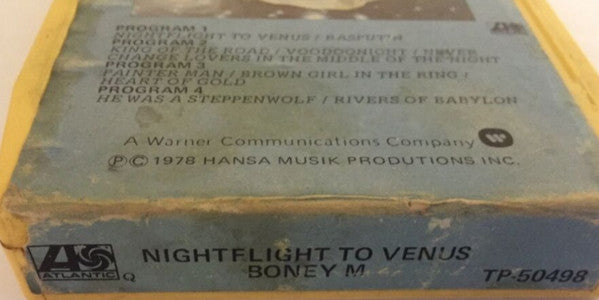 PROGRAM 1
NIGHTFLIGHT TO VENUS / RASPUT'N
PROGRAM 2
KING OF THE ROAD / VOODOONIGHT / NEVER
CHANGE LOVERS IN THE MIDDLE OF THE NIGHT
PROGRAM 3
PAINTER MAN / BROWN GIRL IN THE RING /
HEART OF GOLD
PROGRAM 4
HE WAS A STEPPENWOLF / RIVERS OF BABYLON
A Warner Communications Company
℗ © 1978 HANSA MUSIK PRODUTIONS INC.
ATLANTIC Q
NIGHTFLIGHT TO VENUS
BONEY M
TP-50498